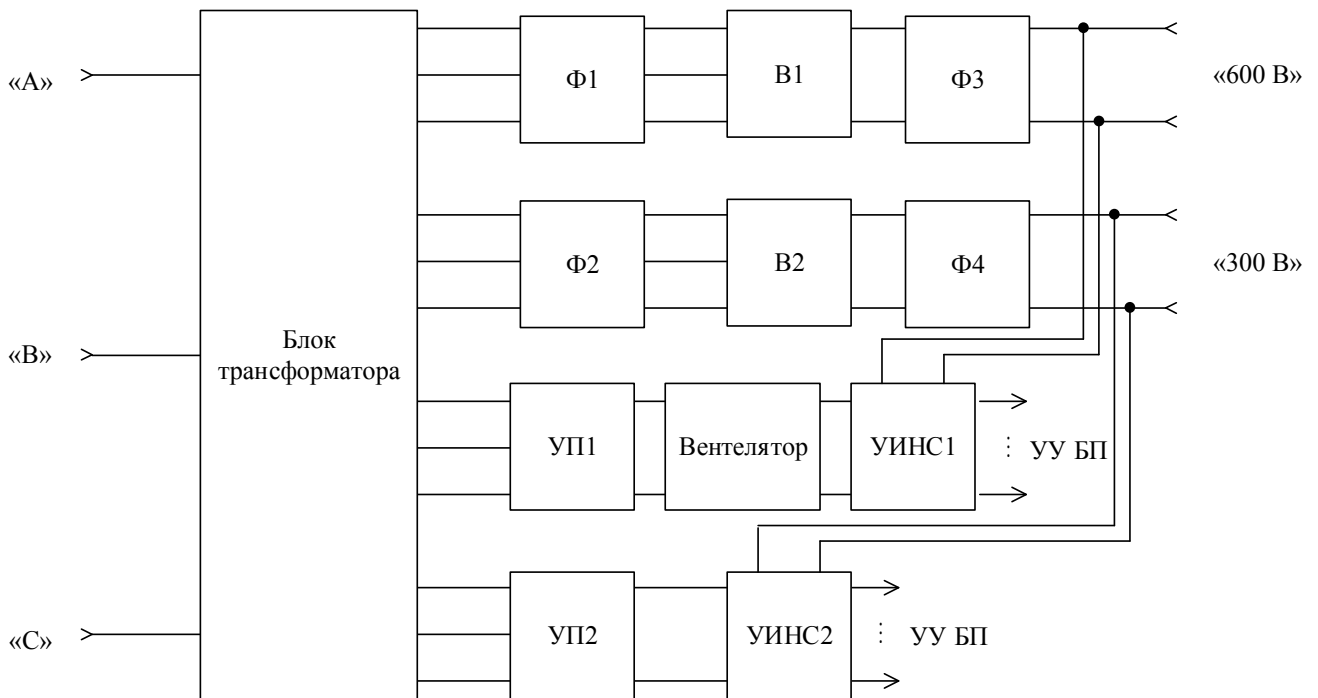 «А»
Ф1
В1
Ф3
«600 В»
Ф2
В2
Ф4
«300 В»
«В»
Блок
трансформатора
УП1
Вентелятор
УИНС1
УУ БП
«С»
УП2
УИНС2
УУ БП